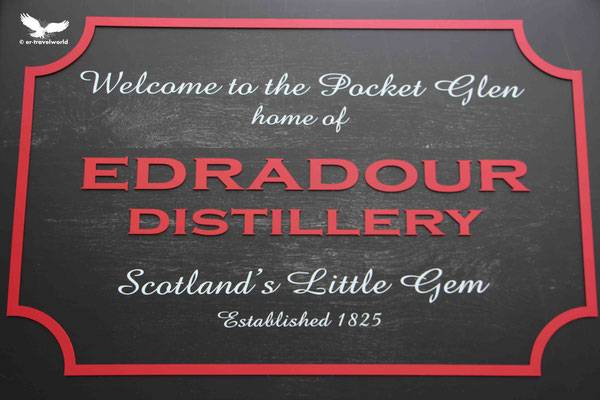 © er-travelworld
Welcome to the Pocket Glen
home of
EDRADOUR
DISTILLERY
Scotland's Little Gem
Established 1825